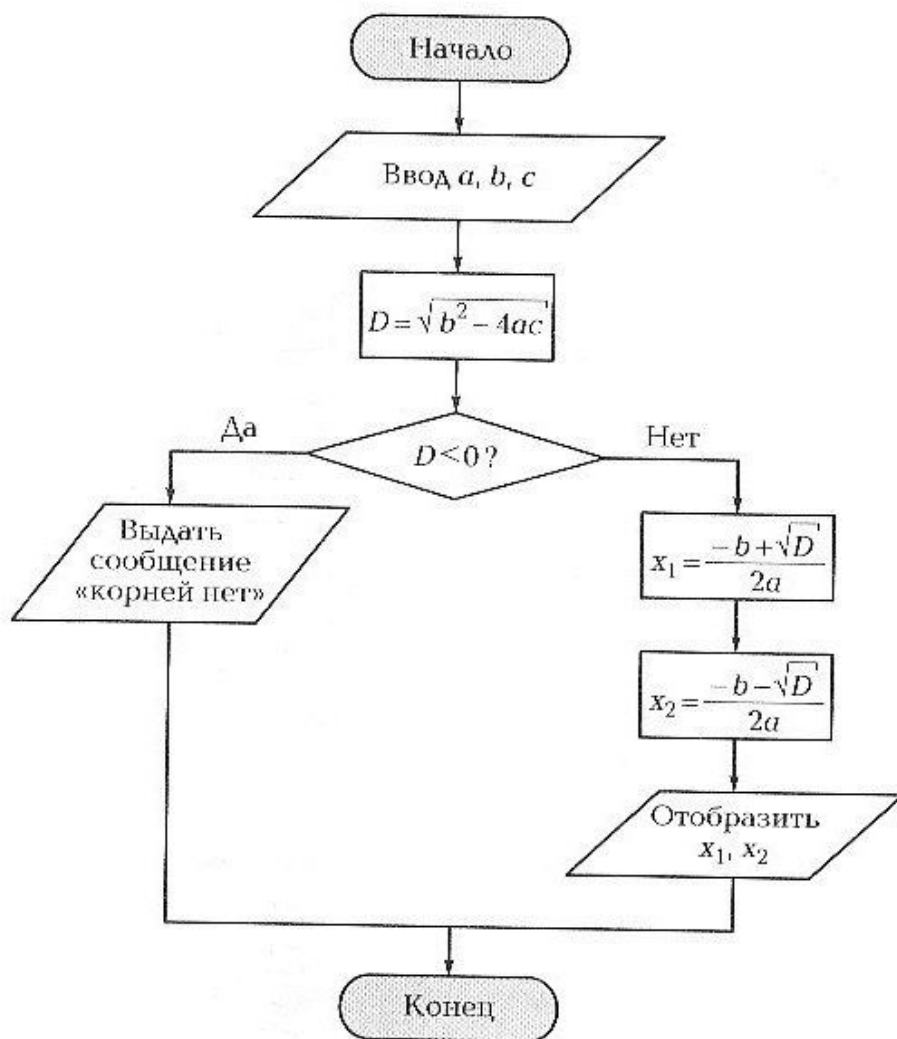 Начало
Ввод a, b, c
D = √(b² − 4ac)
D < 0 ?
Да
Нет
Выдать
сообщение
«корней нет»
x₁ = (−b + √D) / 2a
x₂ = (−b − √D) / 2a
Отобразить
x₁, x₂
Конец